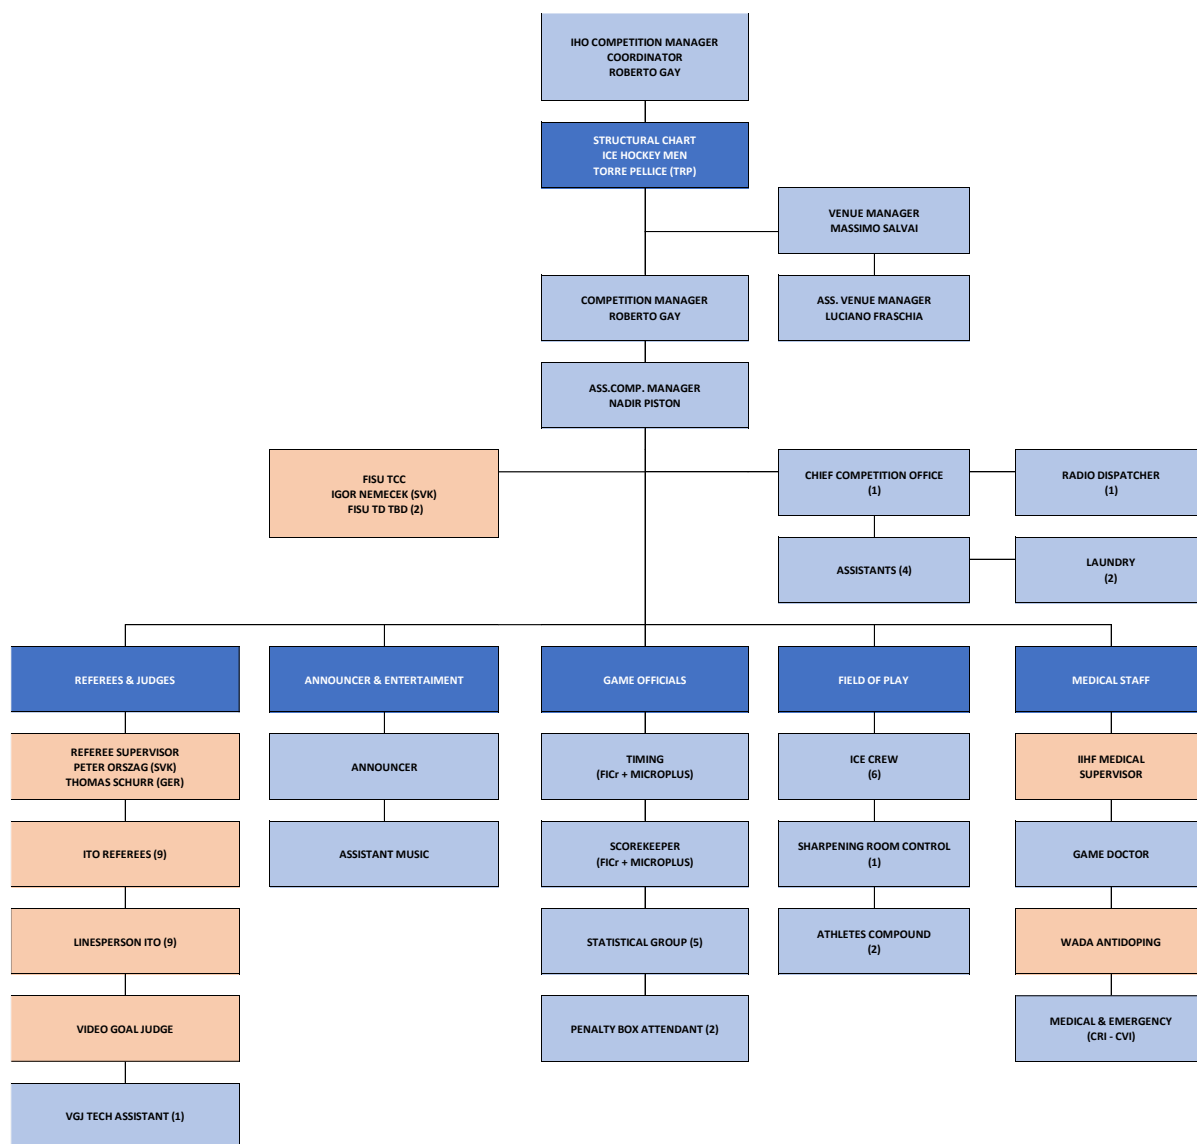 IHO COMPETITION MANAGER
COORDINATOR
ROBERTO GAY
STRUCTURAL CHART
ICE HOCKEY MEN
TORRE PELLICE (TRP)
VENUE MANAGER
MASSIMO SALVAI
COMPETITION MANAGER
ROBERTO GAY
ASS. VENUE MANAGER
LUCIANO FRASCHIA
ASS.COMP. MANAGER
NADIR PISTON
FISU TCC
IGOR NEMECEK (SVK)
FISU TD TBD (2)
CHIEF COMPETITION OFFICE
(1)
RADIO DISPATCHER
(1)
ASSISTANTS (4)
LAUNDRY
(2)
REFEREES & JUDGES
ANNOUNCER & ENTERTAIMENT
GAME OFFICIALS
FIELD OF PLAY
MEDICAL STAFF
REFEREE SUPERVISOR
PETER ORSZAG (SVK)
THOMAS SCHURR (GER)
ANNOUNCER
TIMING
(FICr + MICROPLUS)
ICE CREW
(6)
IIHF MEDICAL
SUPERVISOR
ITO REFEREES (9)
ASSISTANT MUSIC
SCOREKEEPER
(FICr + MICROPLUS)
SHARPENING ROOM CONTROL
(1)
GAME DOCTOR
LINESPERSON ITO (9)
STATISTICAL GROUP (5)
ATHLETES COMPOUND
(2)
WADA ANTIDOPING
VIDEO GOAL JUDGE
PENALTY BOX ATTENDANT (2)
MEDICAL & EMERGENCY
(CRI - CVI)
VGJ TECH ASSISTANT (1)